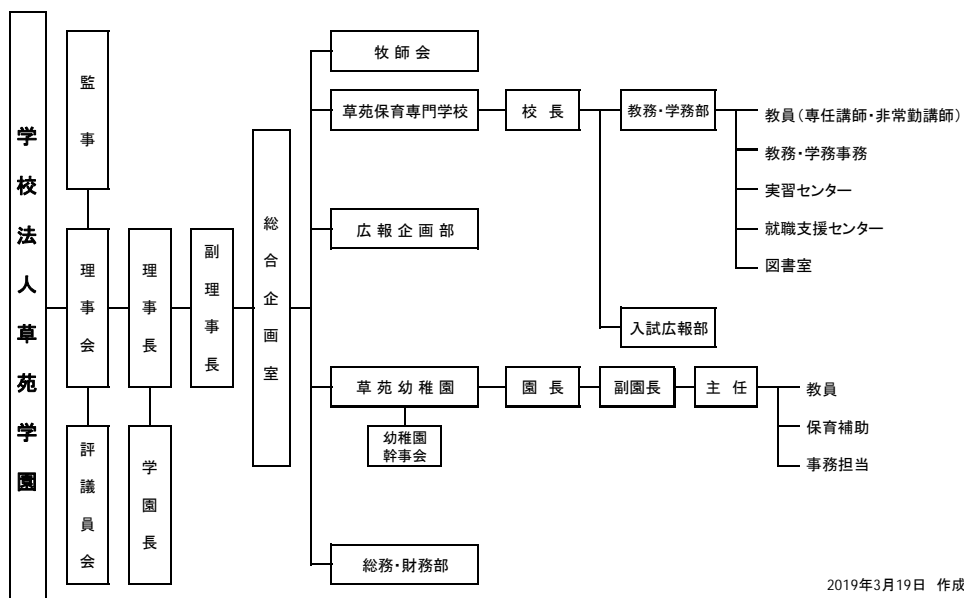 学校法人草苑学園
監事
理事会
評議員会
理事長
学園長
副理事長
総合企画室
牧師会
草苑保育専門学校
校長
教務・学務部
教員(専任講師・非常勤講師)
教務・学務事務
実習センター
就職支援センター
図書室
入試広報部
広報企画部
草苑幼稚園
園長
副園長
主任
教員
保育補助
事務担当
幼稚園
幹事会
総務・財務部
2019年3月19日 作成